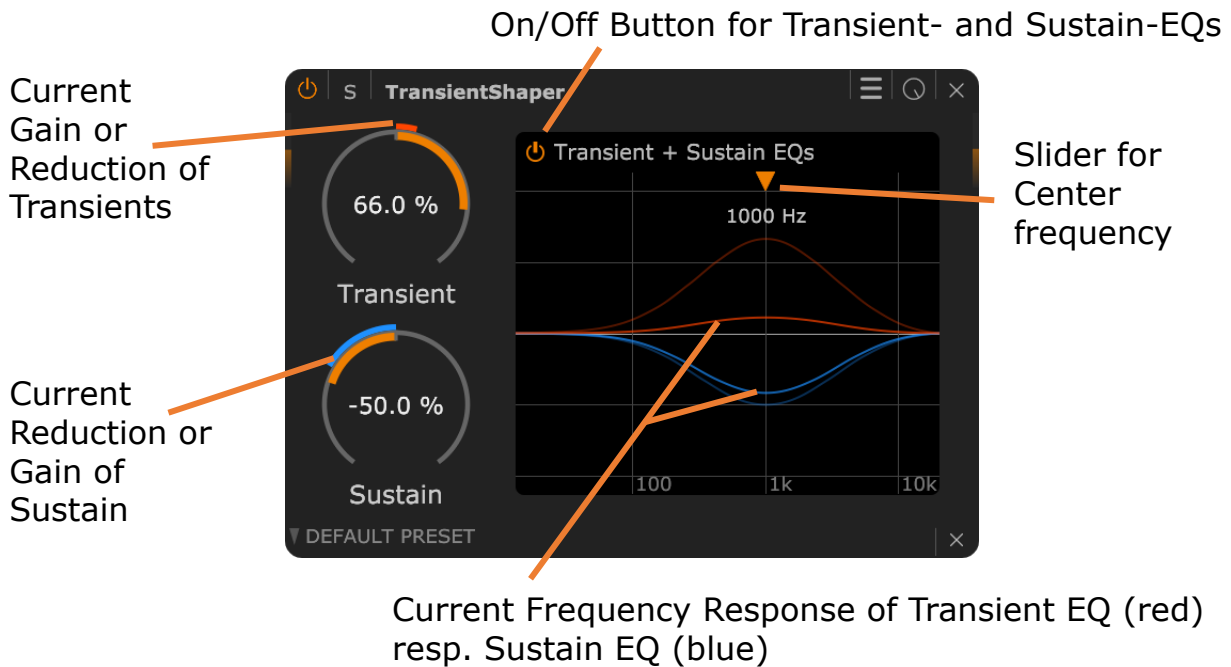 On/Off Button for Transient- and Sustain-EQs
Current
Gain or
Reduction of
Transients
S
TransientShaper
Transient + Sustain EQs
Slider for
Center
frequency
66.0 %
1000 Hz
Transient
Current
Reduction or
Gain of
Sustain
-50.0 %
100
1k
10k
Sustain
DEFAULT PRESET
Current Frequency Response of Transient EQ (red)
resp. Sustain EQ (blue)